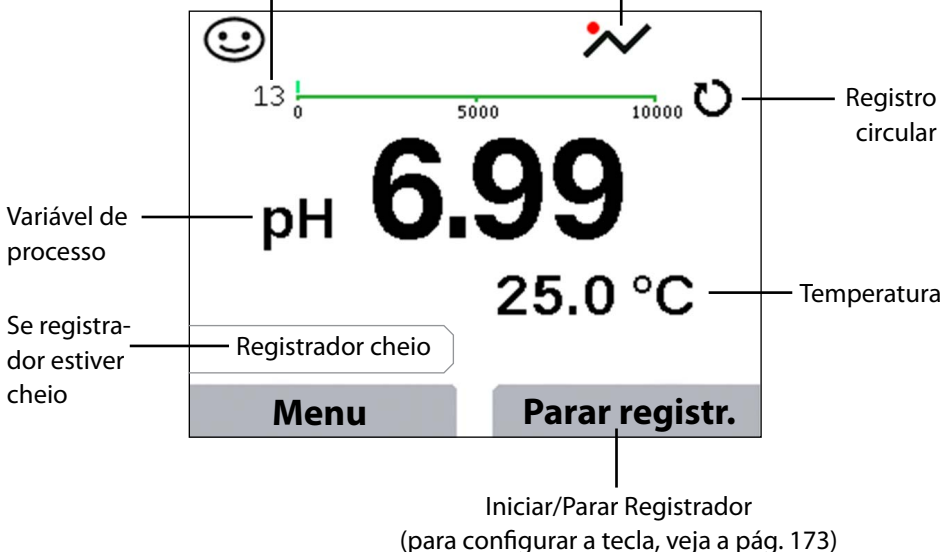 13
0 5000 10000
Registro
circular
pH 6.99
Variável de
processo
25.0 °C
Temperatura
Se registra-
dor estiver
cheio
Registrador cheio
Menu
Parar registr.
Iniciar/Parar Registrador
(para configurar a tecla, veja a pág. 173)